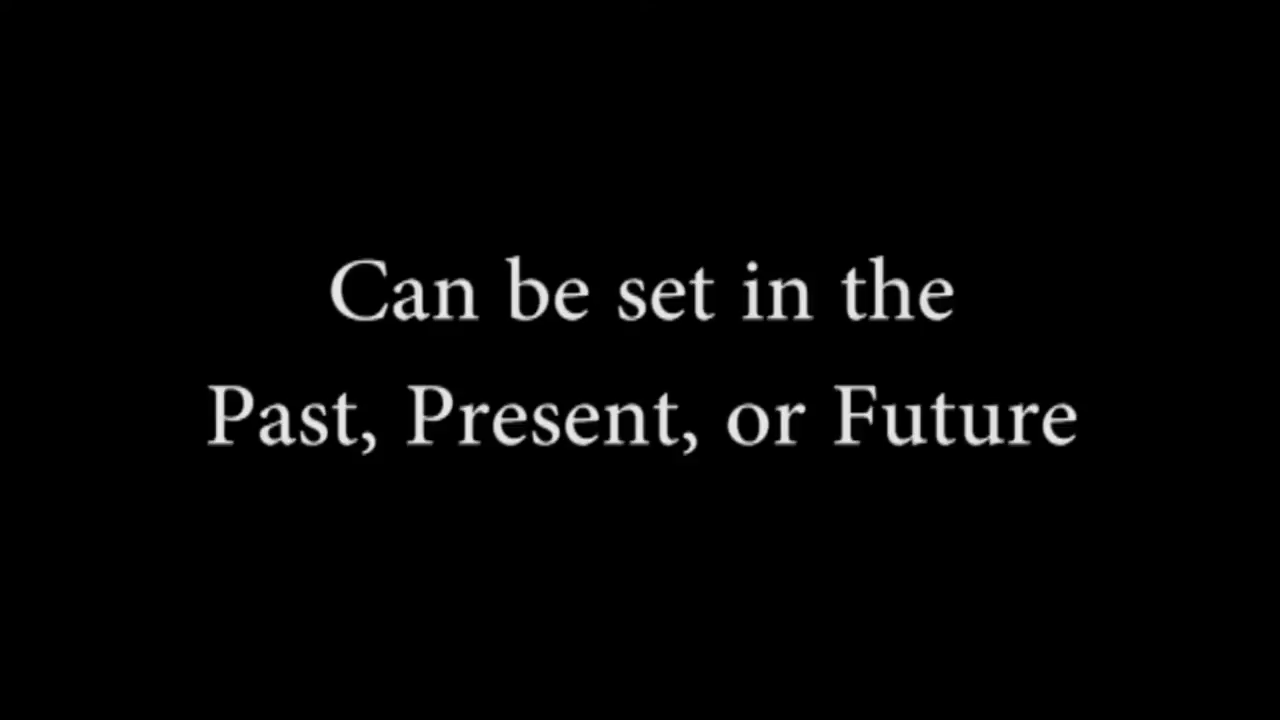 Can be set in the
Past, Present, or Future